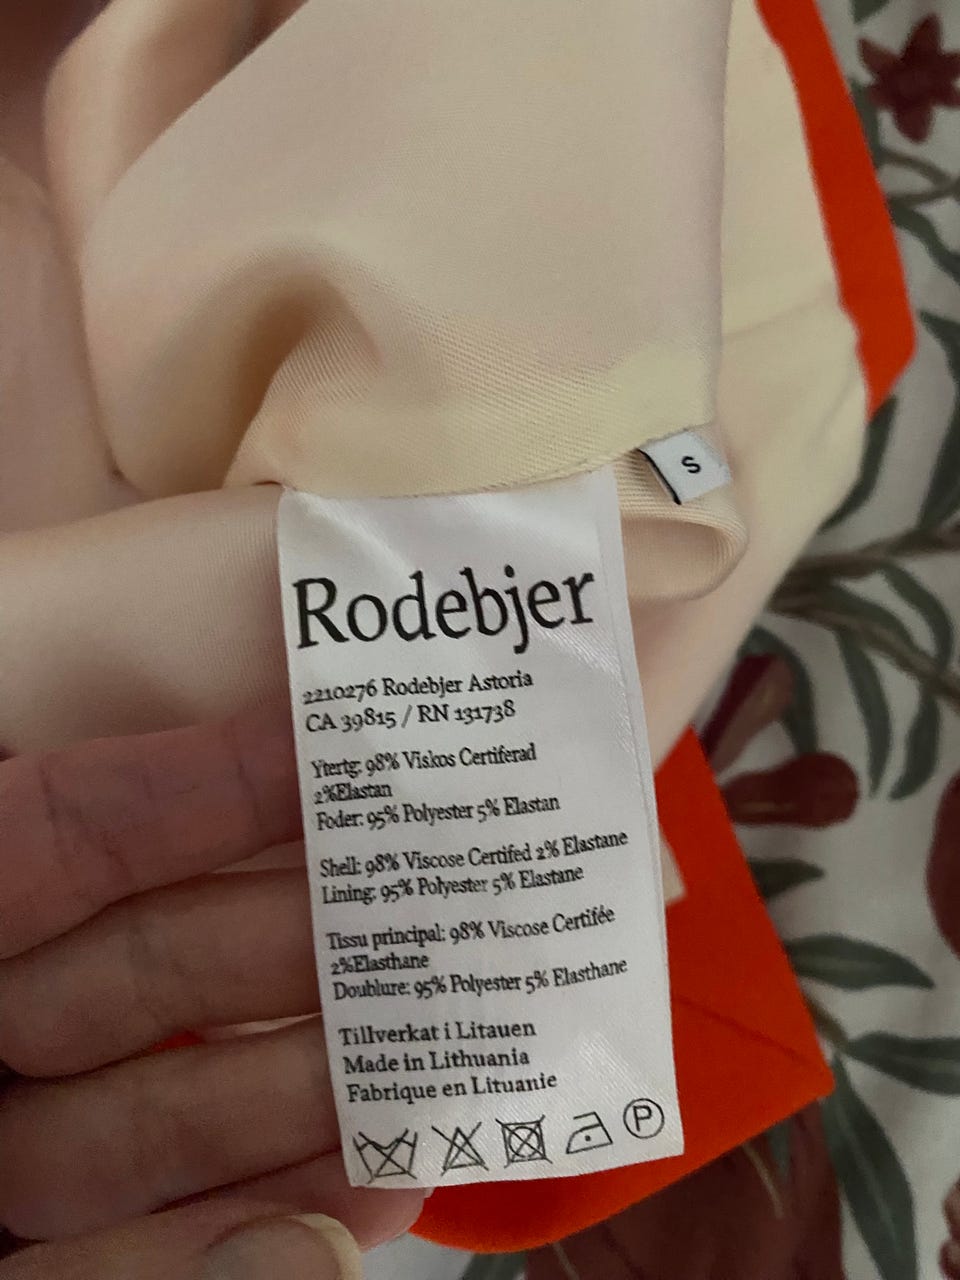 S
Rodebjer
2210276 Rodebjer Astoria
CA 39815 / RN 131738
Ytertg: 98% Viskos Certiferad
2%Elastan
Foder: 95% Polyester 5% Elastan
Shell: 98% Viscose Certifed 2% Elastane
Lining: 95% Polyester 5% Elastane
Tissu principal: 98% Viscose Certifée
2%Elasthane
Doublure: 95% Polyester 5% Elasthane
Tillverkat i Litauen
Made in Lithuania
Fabrique en Lituanie
P